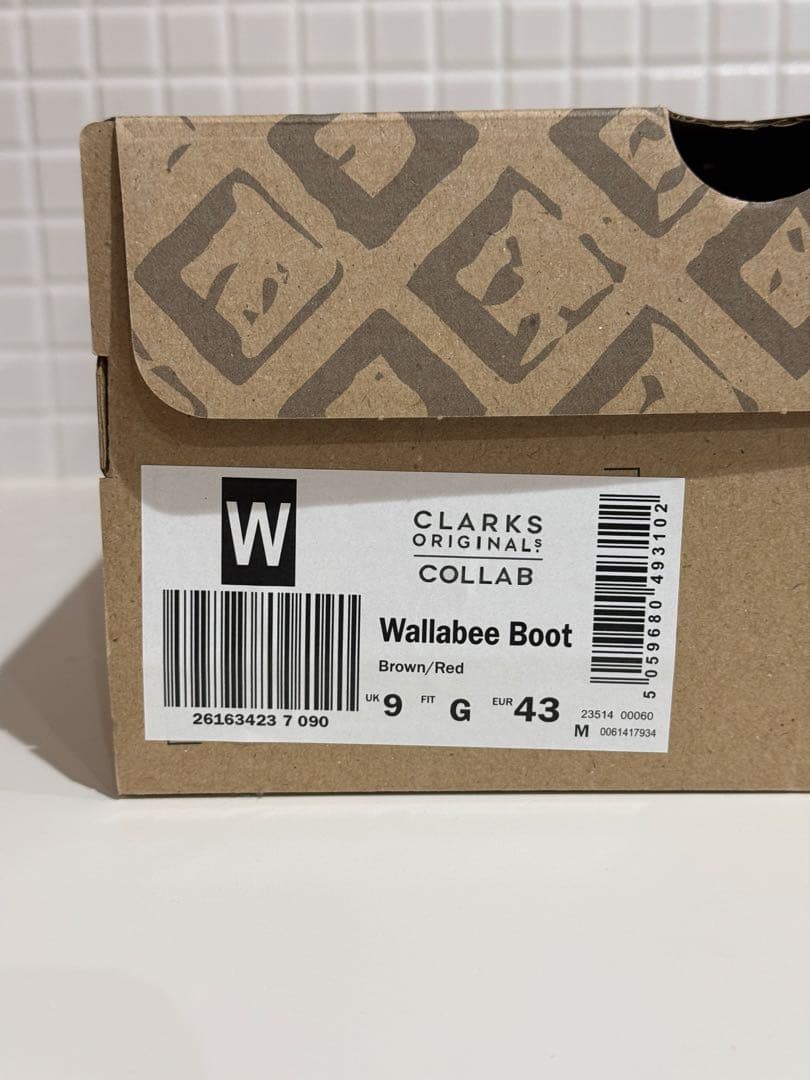 W
CLARKS
ORIGINALS.
COLLAB
Wallabee Boot
Brown/Red
UK 9 FIT G EUR 43
26163423 7 090
5 059680 493102
23514 00060
M 0061417934